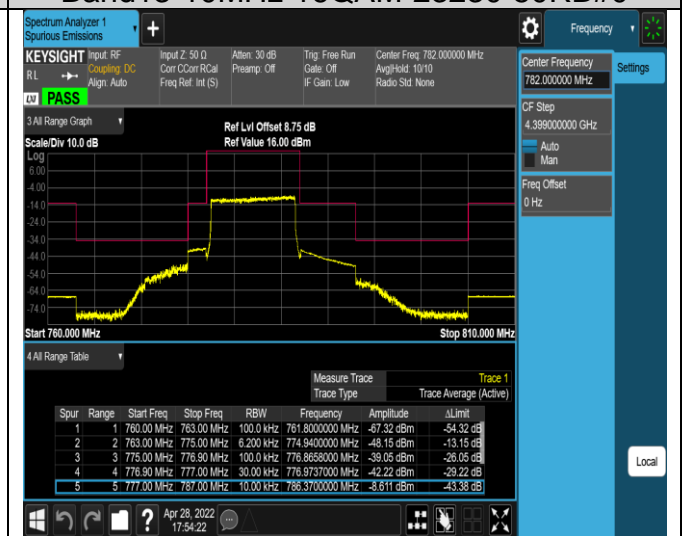 Spectrum Analyzer 1
Spurious Emissions
Frequency
KEYSIGHT
R L
LXI
PASS
Input: RF
Coupling: DC
Align: Auto
Input Z: 50 Ω
Corr CCorr RCal
Freq Ref: Int (S)
Atten: 30 dB
Preamp: Off
Trig: Free Run
Gate: Off
IF Gain: Low
Center Freq: 782.000000 MHz
Avg|Hold: 10/10
Radio Std: None
Center Frequency
782.000000 MHz
Settings
CF Step
4.399000000 GHz
Auto
Man
Freq Offset
0 Hz
3 All Range Graph
Scale/Div 10.0 dB
Ref Lvl Offset 8.75 dB
Ref Value 16.00 dBm
Log
6.00
-4.00
-14.0
-24.0
-34.0
-44.0
-54.0
-64.0
-74.0
Start 760.000 MHz
Stop 810.000 MHz
4 All Range Table
Measure Trace Trace 1
Trace Type Trace Average (Active)
Spur Range Start Freq Stop Freq RBW Frequency Amplitude ΔLimit
1 1 760.00 MHz 763.00 MHz 100.0 kHz 761.8000000 MHz -67.32 dBm -54.32 dB
2 2 763.00 MHz 775.00 MHz 6.200 kHz 774.9400000 MHz -48.15 dBm -13.15 dB
3 3 775.00 MHz 776.90 MHz 100.0 kHz 776.8658000 MHz -39.05 dBm -26.05 dB
4 4 776.90 MHz 777.00 MHz 30.00 kHz 776.9737000 MHz -42.22 dBm -29.22 dB
5 5 777.00 MHz 787.00 MHz 10.00 kHz 786.3700000 MHz -8.611 dBm -43.38 dB
Local
?
Apr 28, 2022
17:54:22